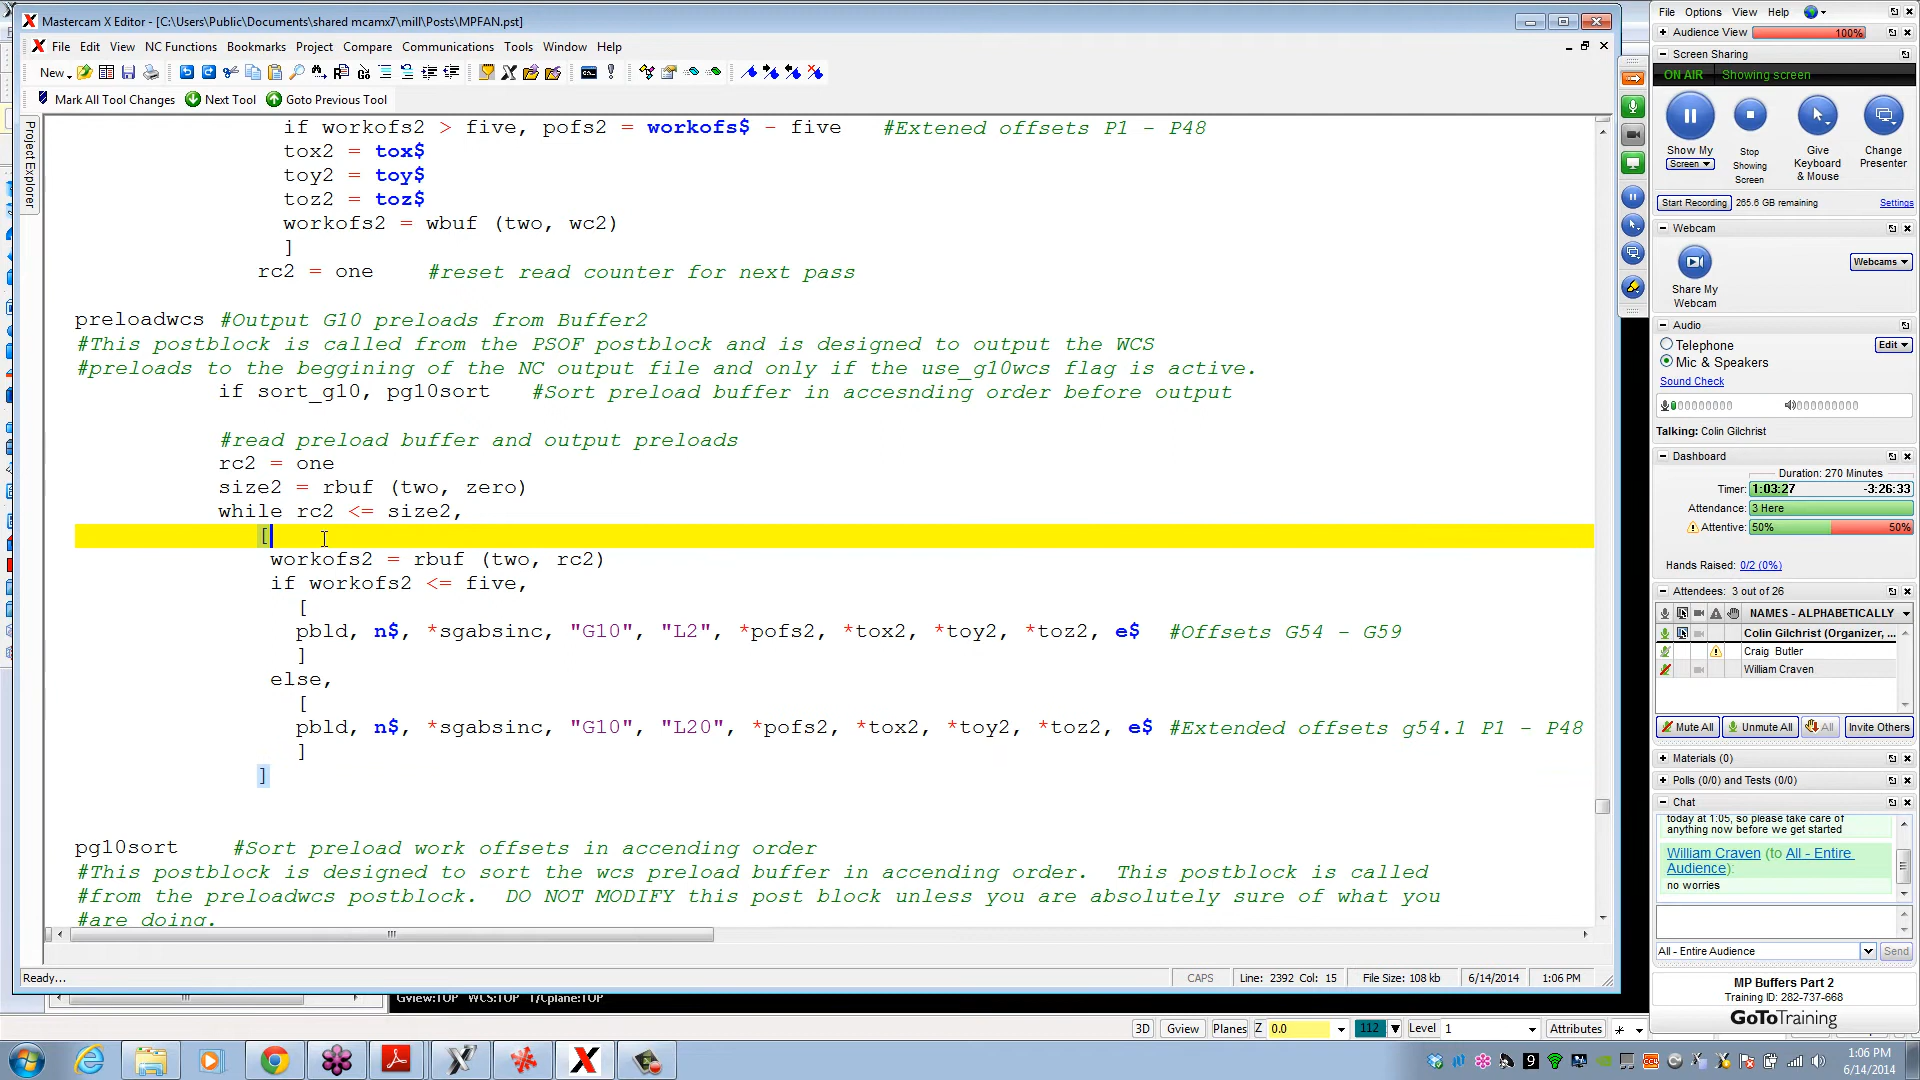 Mastercam X Editor - [C:\Users\Public\Documents\shared mcamx7\mill\Posts\MPFAN.pst]
File Edit View NC Functions Bookmarks Project Compare Communications Tools Window Help
New
Mark All Tool Changes Next Tool Goto Previous Tool
Project Explorer
if workofs2 > five, pofs2 = workofs$ - five #Extened offsets P1 - P48
tox2 = tox$
toy2 = toy$
toz2 = toz$
workofs2 = wbuf (two, wc2)
]
rc2 = one #reset read counter for next pass
preloadwcs #Output G10 preloads from Buffer2
#This postblock is called from the PSOF postblock and is designed to output the WCS
#preloads to the beggining of the NC output file and only if the use_g10wcs flag is active.
if sort_g10, pg10sort #Sort preload buffer in accesnding order before output
#read preload buffer and output preloads
rc2 = one
size2 = rbuf (two, zero)
while rc2 <= size2,
[
workofs2 = rbuf (two, rc2)
if workofs2 <= five,
[
pbld, n$, *sgabsinc, "G10", "L2", *pofs2, *tox2, *toy2, *toz2, e$ #Offsets G54 - G59
]
else,
[
pbld, n$, *sgabsinc, "G10", "L20", *pofs2, *tox2, *toy2, *toz2, e$ #Extended offsets g54.1 P1 - P48
]
]
pg10sort #Sort preload work offsets in accending order
#This postblock is designed to sort the wcs preload buffer in accending order. This postblock is called
#from the preloadwcs postblock. DO NOT MODIFY this post block unless you are absolutely sure of what you
#are doing.
Ready...
CAPS Line: 2392 Col: 15 File Size: 108 kb 6/14/2014 1:06 PM
Gview:TOP WCS:TOP T/Cplane:TOP
3D Gview Planes Z 0.0 112 Level 1 Attributes
File Options View Help
Audience View 100%
Screen Sharing
ON AIR Showing screen
Show My Screen
Stop Showing Screen
Give Keyboard & Mouse
Change Presenter
Start Recording 265.6 GB remaining Settings
Webcam
Webcams
Share My Webcam
Audio
Telephone Edit
Mic & Speakers
Sound Check
Talking: Colin Gilchrist
Dashboard
Duration: 270 Minutes
Timer: 1:03:27 -3:26:33
Attendance: 3 Here
Attentive: 50% 50%
Hands Raised: 0/2 (0%)
Attendees: 3 out of 26
NAMES - ALPHABETICALLY
Colin Gilchrist (Organizer, ...
Craig Butler
William Craven
Mute All Unmute All All Invite Others
Materials (0)
Polls (0/0) and Tests (0/0)
Chat
today at 1:05, so please take care of
anything now before we get started
William Craven (to All - Entire
Audience):
no worries
All - Entire Audience Send
MP Buffers Part 2
Training ID: 282-737-668
GoToTraining
1:06 PM
6/14/2014